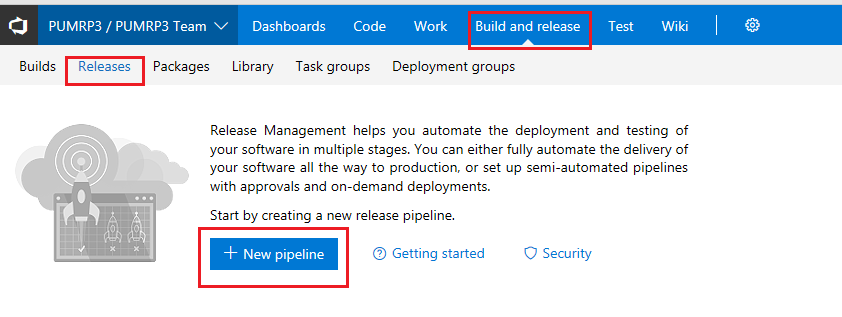 PUMRP3 / PUMRP3 Team Dashboards Code Work Build and release Test Wiki
Builds Releases Packages Library Task groups Deployment groups
Release Management helps you automate the deployment and testing of
your software in multiple stages. You can either fully automate the delivery of
your software all the way to production, or set up semi-automated pipelines
with approvals and on-demand deployments.
Start by creating a new release pipeline.
+ New pipeline Getting started Security